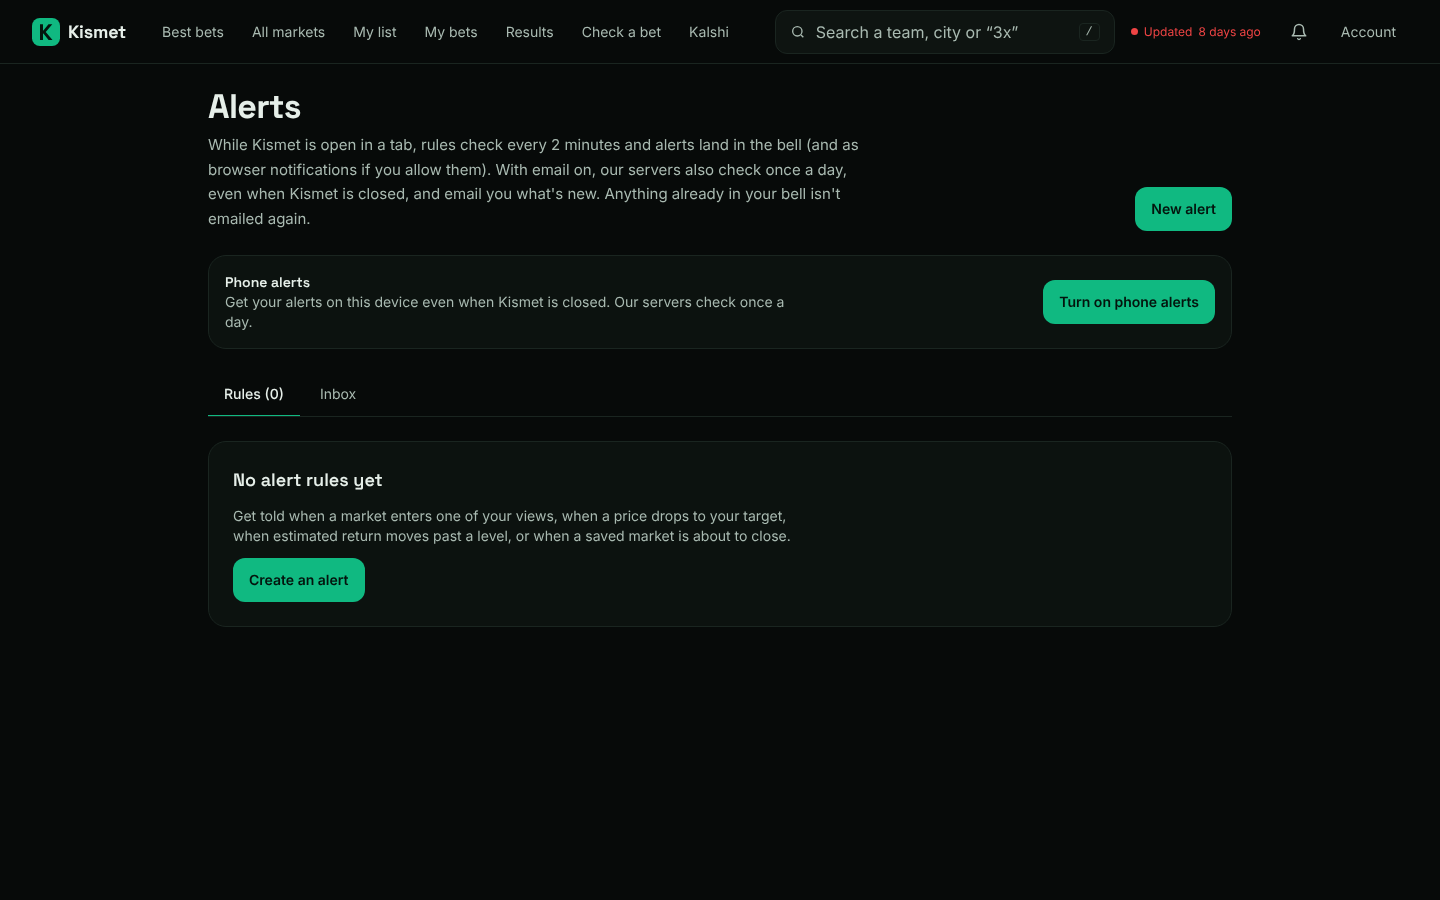 K Kismet Best bets All markets My list My bets Results Check a bet Kalshi Search a team, city or “3x” / Updated 8 days ago Account
Alerts
While Kismet is open in a tab, rules check every 2 minutes and alerts land in the bell (and as
browser notifications if you allow them). With email on, our servers also check once a day,
even when Kismet is closed, and email you what's new. Anything already in your bell isn't
emailed again.
New alert
Phone alerts
Get your alerts on this device even when Kismet is closed. Our servers check once a
day.
Turn on phone alerts
Rules (0) Inbox
No alert rules yet
Get told when a market enters one of your views, when a price drops to your target,
when estimated return moves past a level, or when a saved market is about to close.
Create an alert